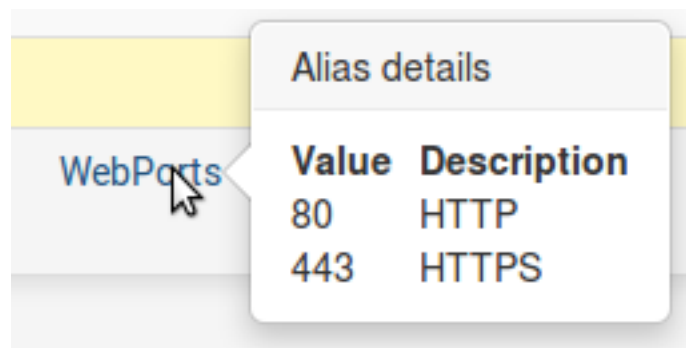 Alias details
WebPorts
Value Description
80 HTTP
443 HTTPS